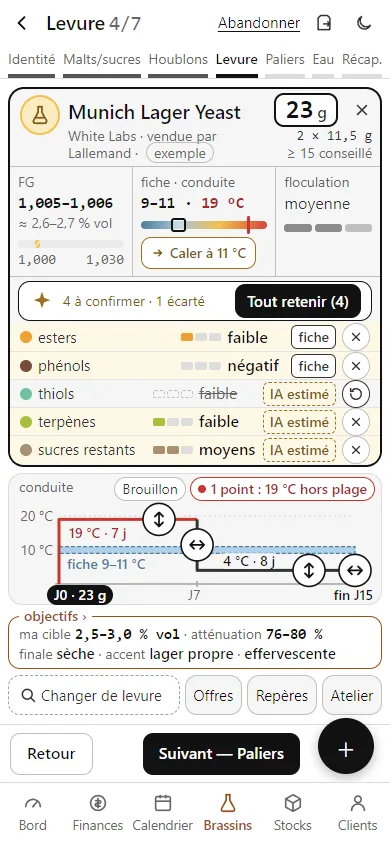 Levure 4/7
Abandonner
Identité Malts/sucres Houblons Levure Paliers Eau Récap.
Munich Lager Yeast
23 g
White Labs · vendue par
Lallemand · exemple
2 x 11,5 g
≥ 15 conseillé
FG
1,005–1,006
≈ 2,6–2,7 % vol
1,000 1,030
fiche · conduite
9–11 · 19 °C
→ Caler à 11 °C
floculation
moyenne
4 à confirmer · 1 écarté
Tout retenir (4)
esters faible fiche
phénols négatif fiche
thiols faible IA estimé
terpènes faible IA estimé
sucres restants moyens IA estimé
conduite
Brouillon
1 point : 19 °C hors plage
20 °C
10 °C
19 °C · 7 j
fiche 9–11 °C
4 °C · 8 j
J0 · 23 g
J7
fin J15
objectifs ›
ma cible 2,5–3,0 % vol · atténuation 76–80 %
finale sèche · accent lager propre · effervescente
Changer de levure
Offres
Repères
Atelier
Retour
Suivant — Paliers
+
Bord Finances Calendrier Brassins Stocks Clients